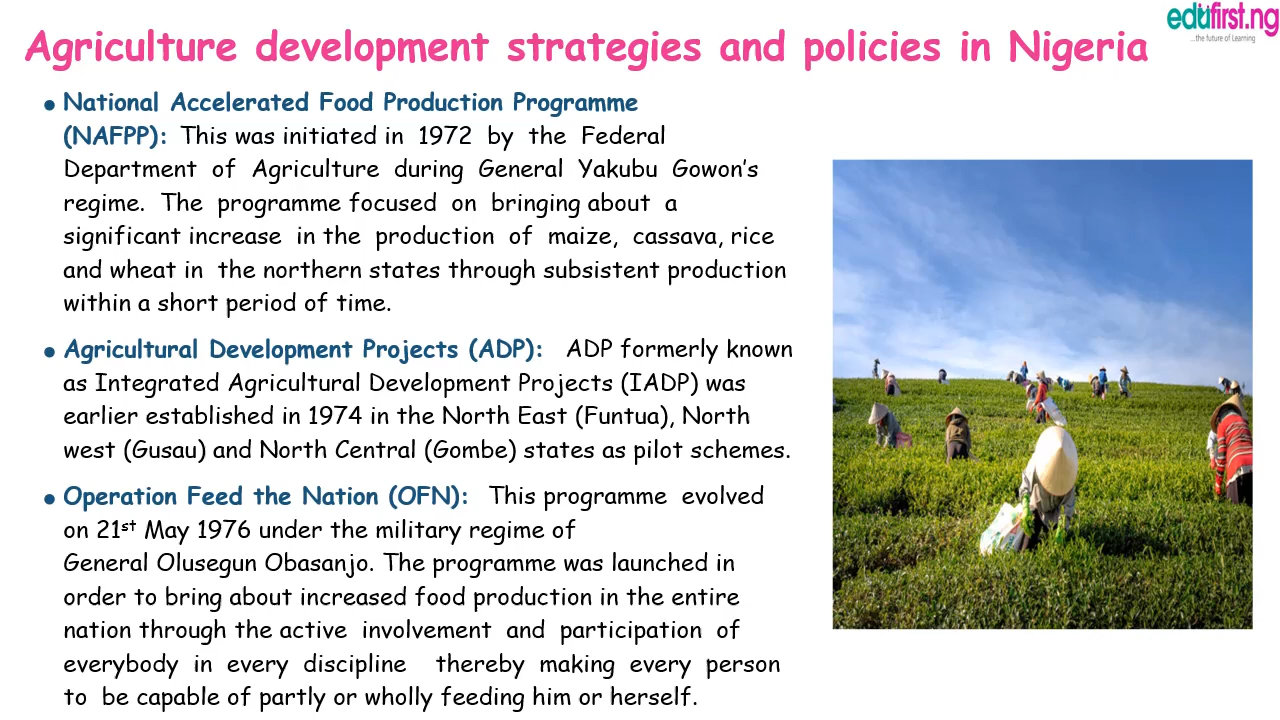 edufirst.ng
...the future of Learning
Agriculture development strategies and policies in Nigeria
• National Accelerated Food Production Programme
(NAFPP): This was initiated in 1972 by the Federal
Department of Agriculture during General Yakubu Gowon’s
regime. The programme focused on bringing about a
significant increase in the production of maize, cassava, rice
and wheat in the northern states through subsistent production
within a short period of time.
• Agricultural Development Projects (ADP): ADP formerly known
as Integrated Agricultural Development Projects (IADP) was
earlier established in 1974 in the North East (Funtua), North
west (Gusau) and North Central (Gombe) states as pilot schemes.
• Operation Feed the Nation (OFN): This programme evolved
on 21st May 1976 under the military regime of
General Olusegun Obasanjo. The programme was launched in
order to bring about increased food production in the entire
nation through the active involvement and participation of
everybody in every discipline thereby making every person
to be capable of partly or wholly feeding him or herself.